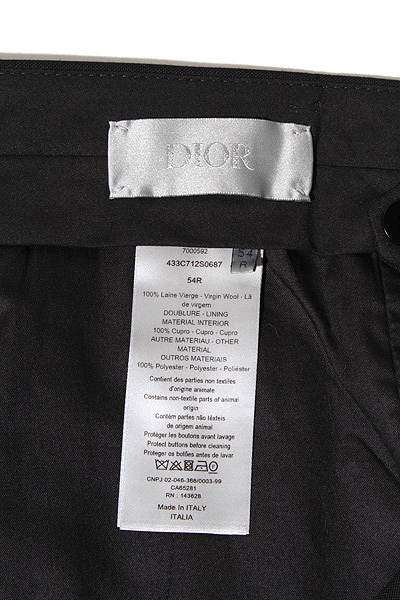 DIOR
7000592
54
R
433C712S0687
54R
100% Laine Vierge - Virgin Wool - Lã
de virgem
DOUBLURE - LINING
MATERIAL INTERIOR
100% Cupro - Cupro - Cupro
AUTRE MATERIAU - OTHER
MATERIAL
OUTROS MATERIAIS
100% Polyester - Polyester - Poliéster
Contient des parties non textiles
d'origine animale
Contains non-textile parts of animal
origin
Contém partes não têxteis
de origem animal
Protéger les boutons avant lavage
Protect buttons before cleaning
Proteger os botões antes de lavar
CNPJ 02-046-368/0003-99
CA65281
RN : 143628
Made In ITALY
ITALIA